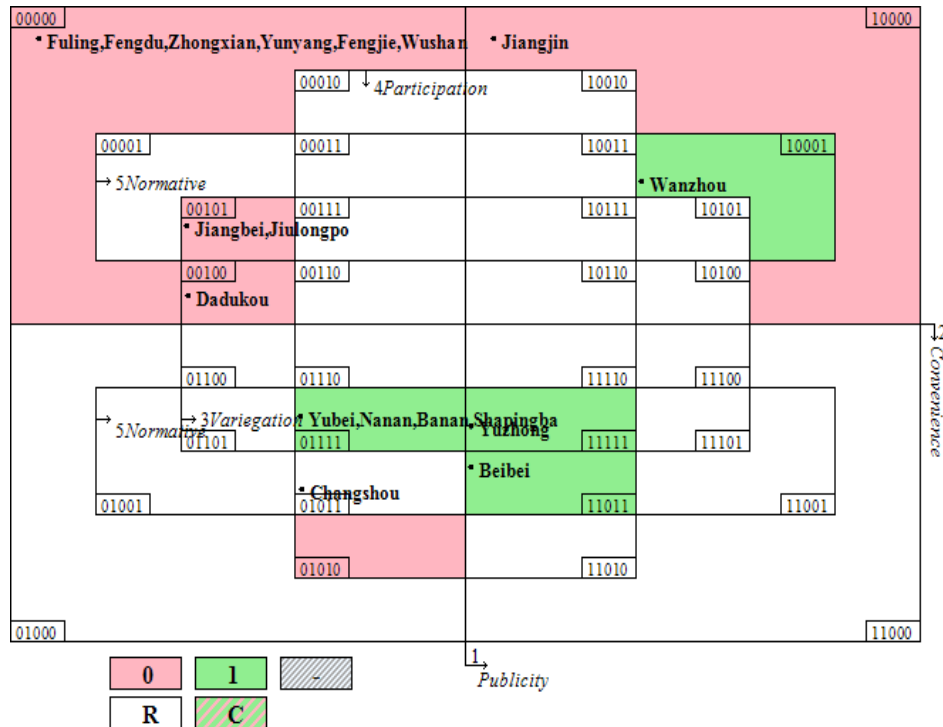 00000 10000
Fuling,Fengdu,Zhongxian,Yunyang,Fengjie,Wushan Jiangjin
00010 4Participation 10010
00001 00011 10011 10001
5Normative Wanzhou
00101 00111 10111 10101
Jiangbei,Jiulongpo
00100 00110 10110 10100
Dadukou
2
Convenience
01100 01110 11110 11100
5Normative 3Variegation Yubei,Nanan,Banan,Shapingba
Yuzhong
01101 01111 11111 11101
Beibei
Changshou
01001 01011 11011 11001
01010 11010
01000 11000
1
Publicity
0 1 -
R C